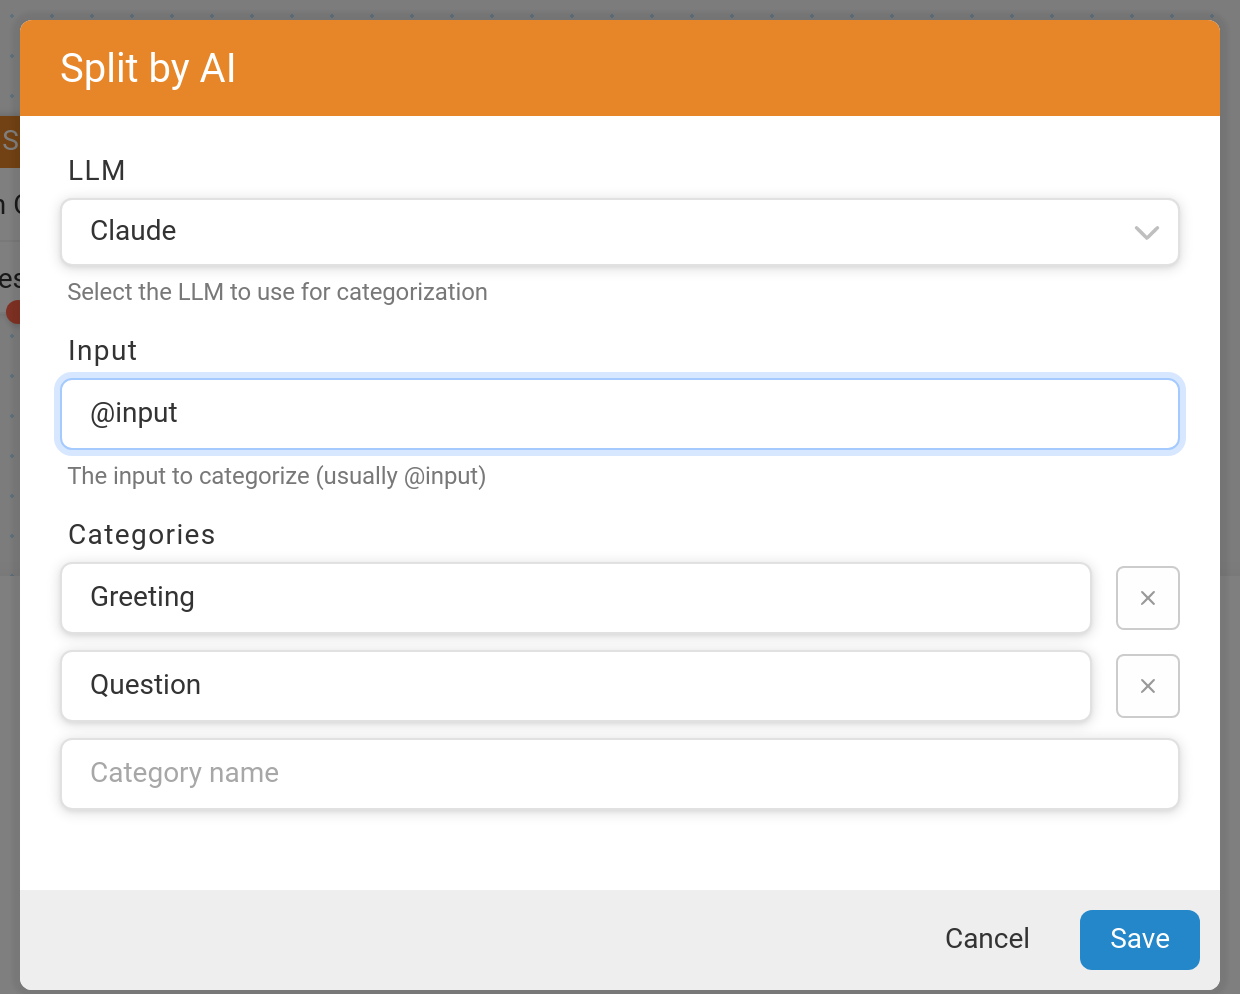 Split by AI
LLM
Claude
Select the LLM to use for categorization
Input
@input
The input to categorize (usually @input)
Categories
Greeting
Question
Category name
Cancel
Save